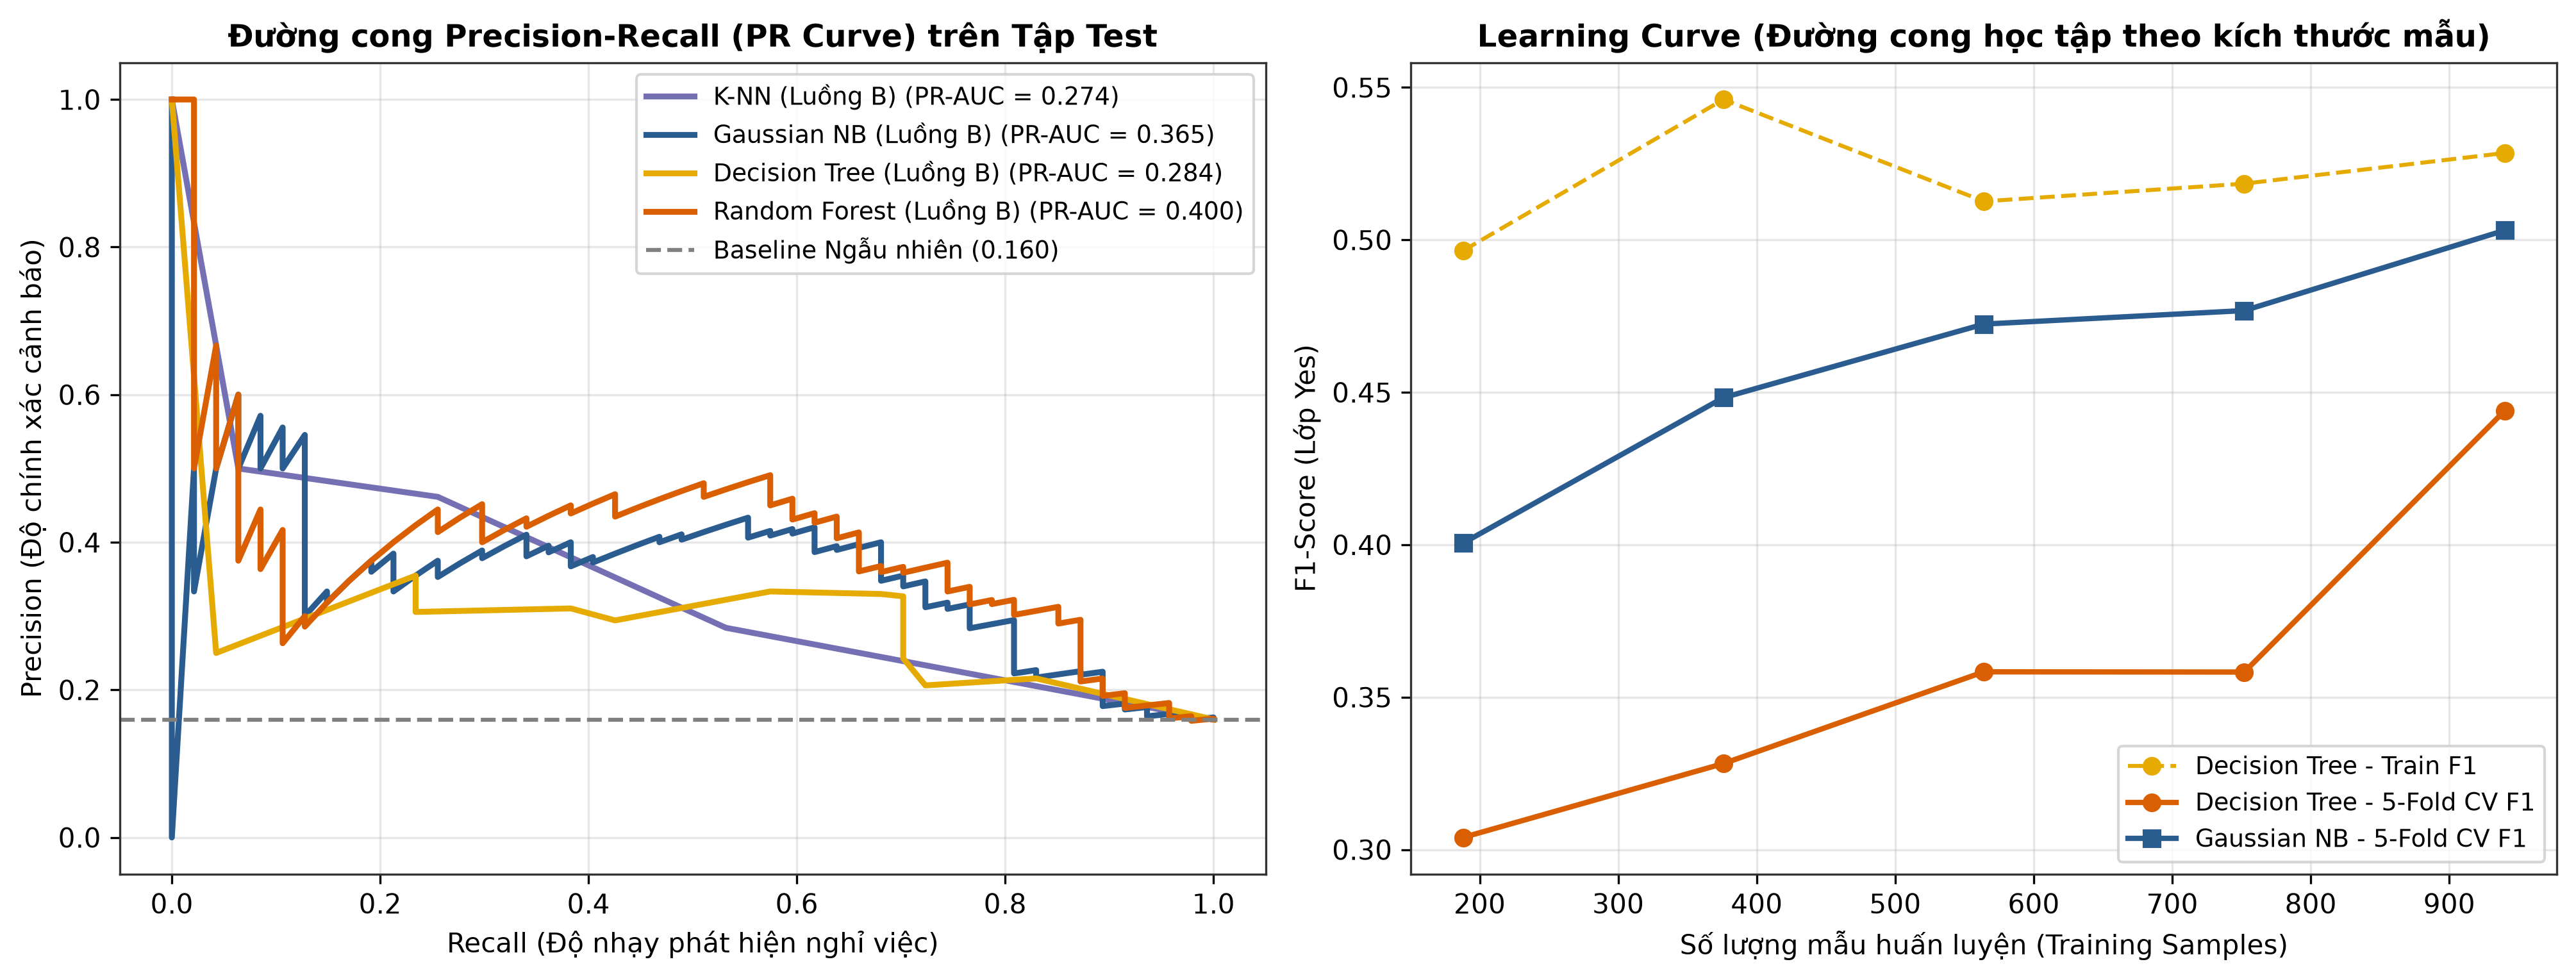 Đường cong Precision-Recall (PR Curve) trên Tập Test
K-NN (Luồng B) (PR-AUC = 0.274)
Gaussian NB (Luồng B) (PR-AUC = 0.365)
Decision Tree (Luồng B) (PR-AUC = 0.284)
Random Forest (Luồng B) (PR-AUC = 0.400)
Baseline Ngẫu nhiên (0.160)
Precision (Độ chính xác cảnh báo)
1.0
0.8
0.6
0.4
0.2
0.0
0.0 0.2 0.4 0.6 0.8 1.0
Recall (Độ nhạy phát hiện nghỉ việc)
Learning Curve (Đường cong học tập theo kích thước mẫu)
F1-Score (Lớp Yes)
0.55
0.50
0.45
0.40
0.35
0.30
Decision Tree - Train F1
Decision Tree - 5-Fold CV F1
Gaussian NB - 5-Fold CV F1
200 300 400 500 600 700 800 900
Số lượng mẫu huấn luyện (Training Samples)